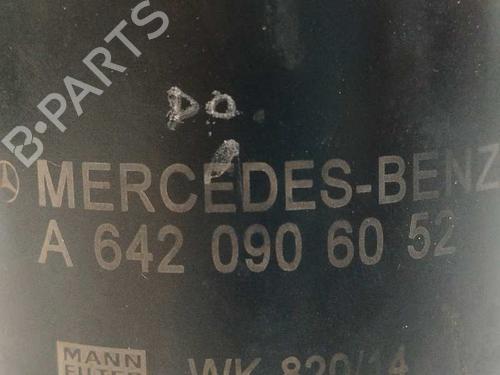 B-PARTS
DO
MERCEDES-BENZ
A 642 090 60 52
MANN
FILTER
WK 820/14